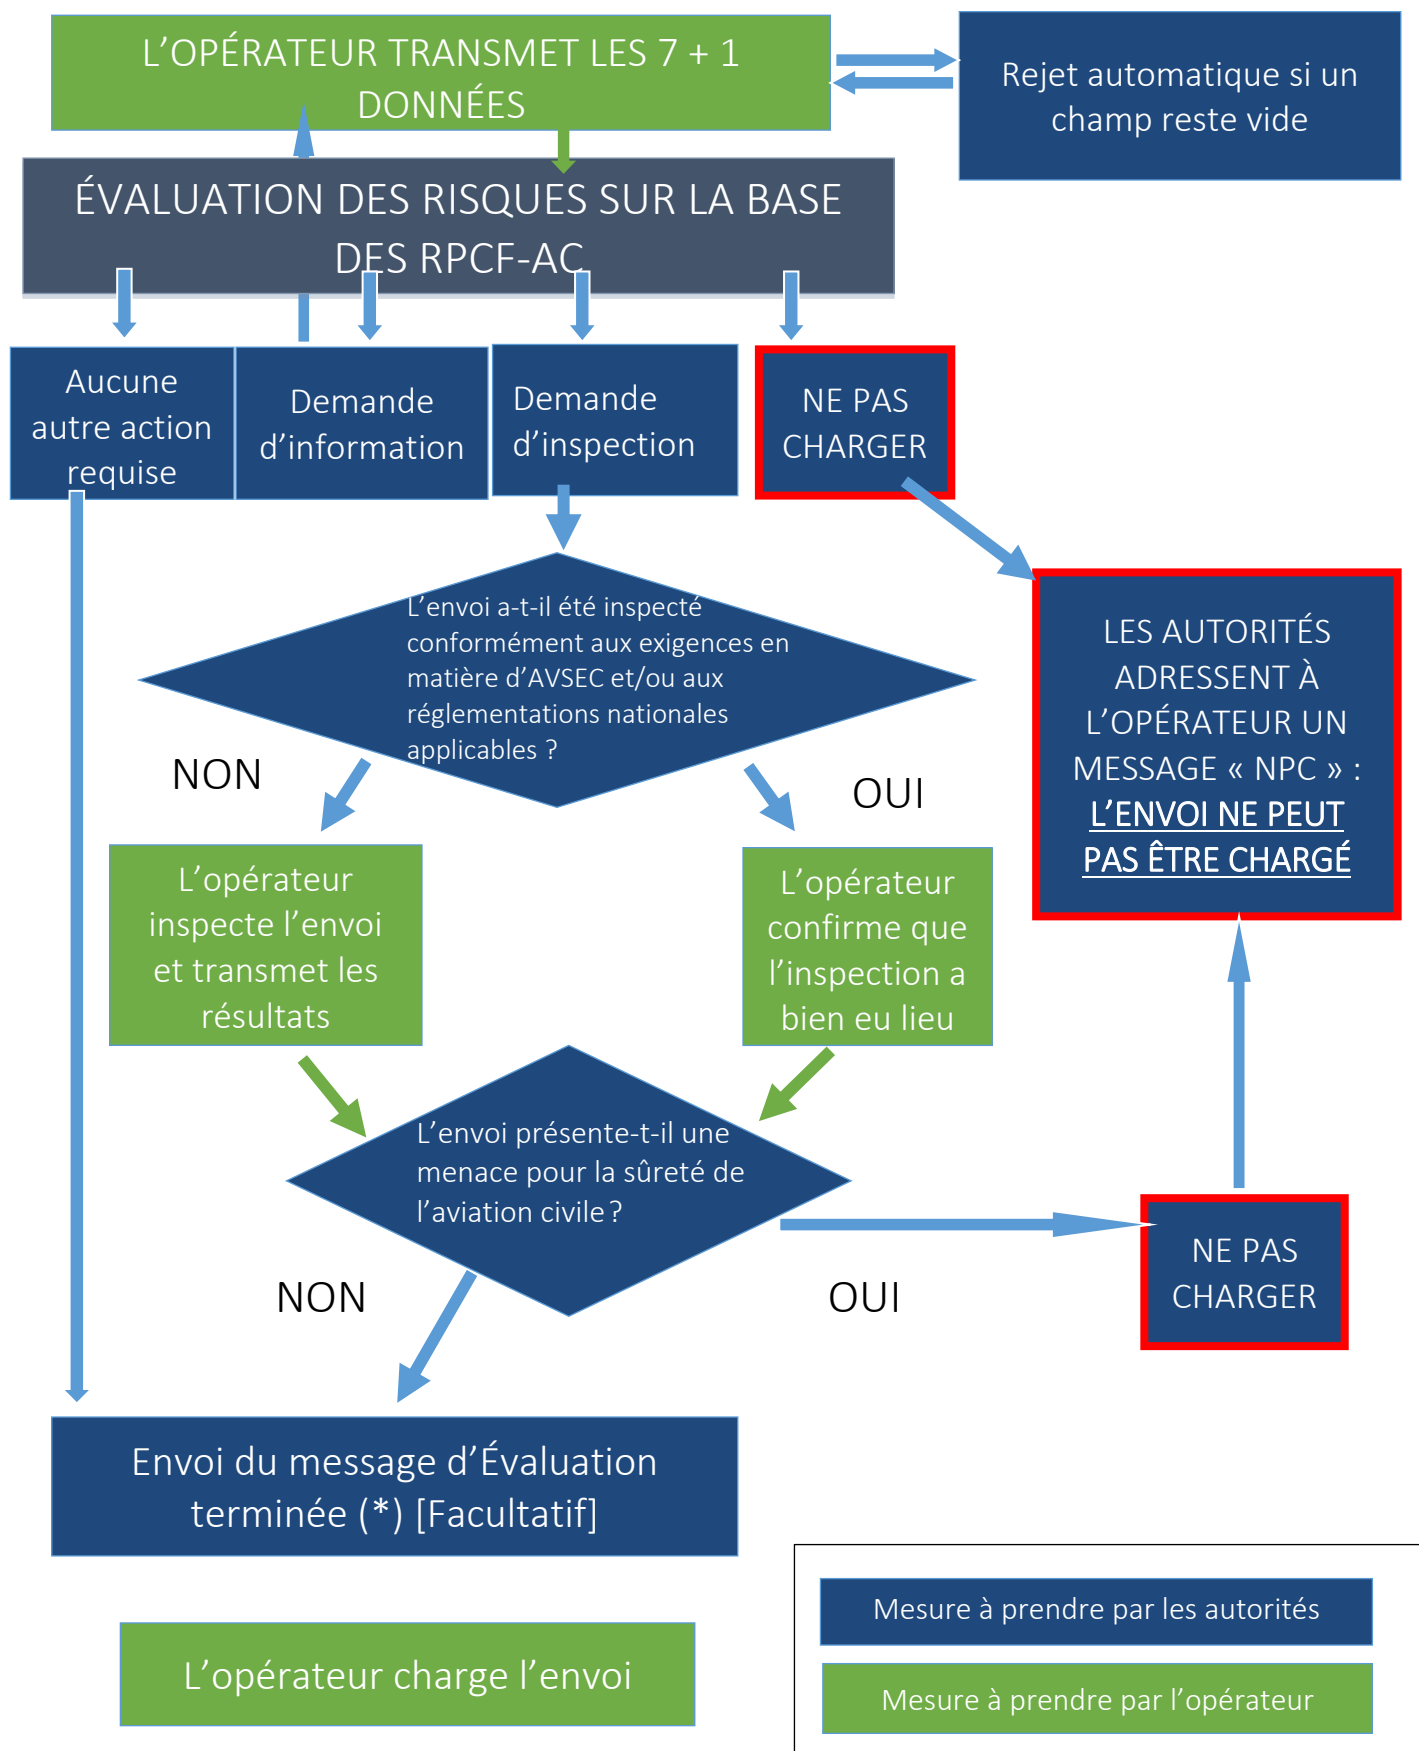 L'OPÉRATEUR TRANSMET LES 7 + 1
DONNÉES
Rejet automatique si un
champ reste vide
ÉVALUATION DES RISQUES SUR LA BASE
DES RPCF-AC
Aucune
autre action
requise
Demande
d'information
Demande
d'inspection
NE PAS
CHARGER
L'envoi a-t-il été inspecté
conformément aux exigences en
matière d'AVSEC et/ou aux
réglementations nationales
applicables ?
LES AUTORITÉS
ADRESSENT À
L'OPÉRATEUR UN
MESSAGE « NPC » :
L'ENVOI NE PEUT
PAS ÊTRE CHARGÉ
NON
OUI
L'opérateur
inspecte l'envoi
et transmet les
résultats
L'opérateur
confirme que
l'inspection a
bien eu lieu
L'envoi présente-t-il une
menace pour la sûreté de
l'aviation civile ?
NON
OUI
NE PAS
CHARGER
Envoi du message d'Évaluation
terminée (*) [Facultatif]
L'opérateur charge l'envoi
Mesure à prendre par les autorités
Mesure à prendre par l'opérateur